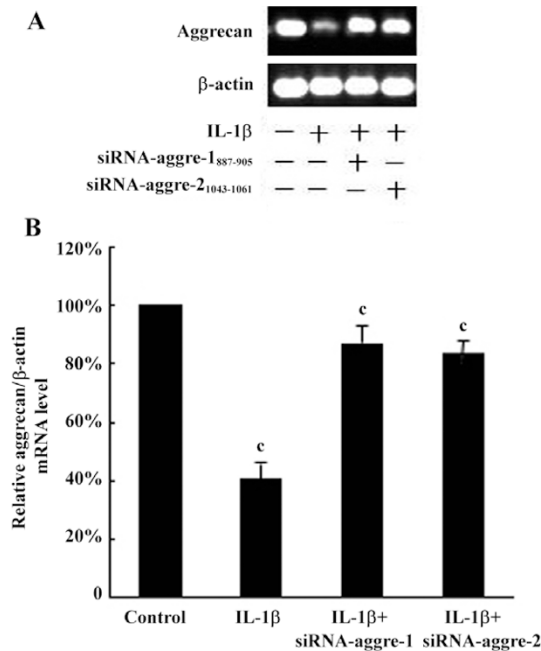 A
Aggrecan
β-actin
IL-1β − + + +
siRNA-aggre-1887-905 − − + −
siRNA-aggre-21043-1061 − − − +
B
120%
100%
80%
60%
40%
20%
0
Relative aggrecan/β-actin
mRNA level
c
c
c
Control
IL-1β
IL-1β+
siRNA-aggre-1
IL-1β+
siRNA-aggre-2